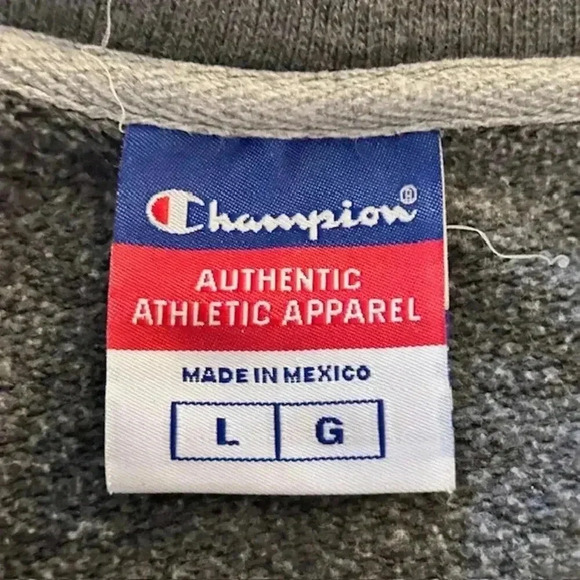 Champion®
AUTHENTIC
ATHLETIC APPAREL
MADE IN MEXICO
L G